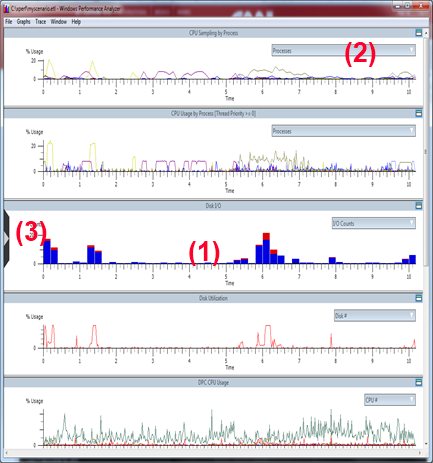 C:\xperf\myscenario.etl - Windows Performance Analyzer
File Graphs Trace Window Help
CPU Sampling by Process
% Usage
Processes
(2)
20
0
0 1 2 3 4 5 6 7 8 9 10
Time
CPU Usage by Process [Thread Priority >= 0]
% Usage
Processes
20
0
0 1 2 3 4 5 6 7 8 9 10
Time
Disk I/O
I/O Counts
(3)
(1)
0
0 1 2 3 4 5 6 7 8 9 10
Time
Disk Utilization
% Usage
Disk #
0 1 2 3 4 5 6 7 8 9 10
Time
DPC CPU Usage
% Usage
CPU #
0 1 2 3 4 5 6 7 8 9 10
Time